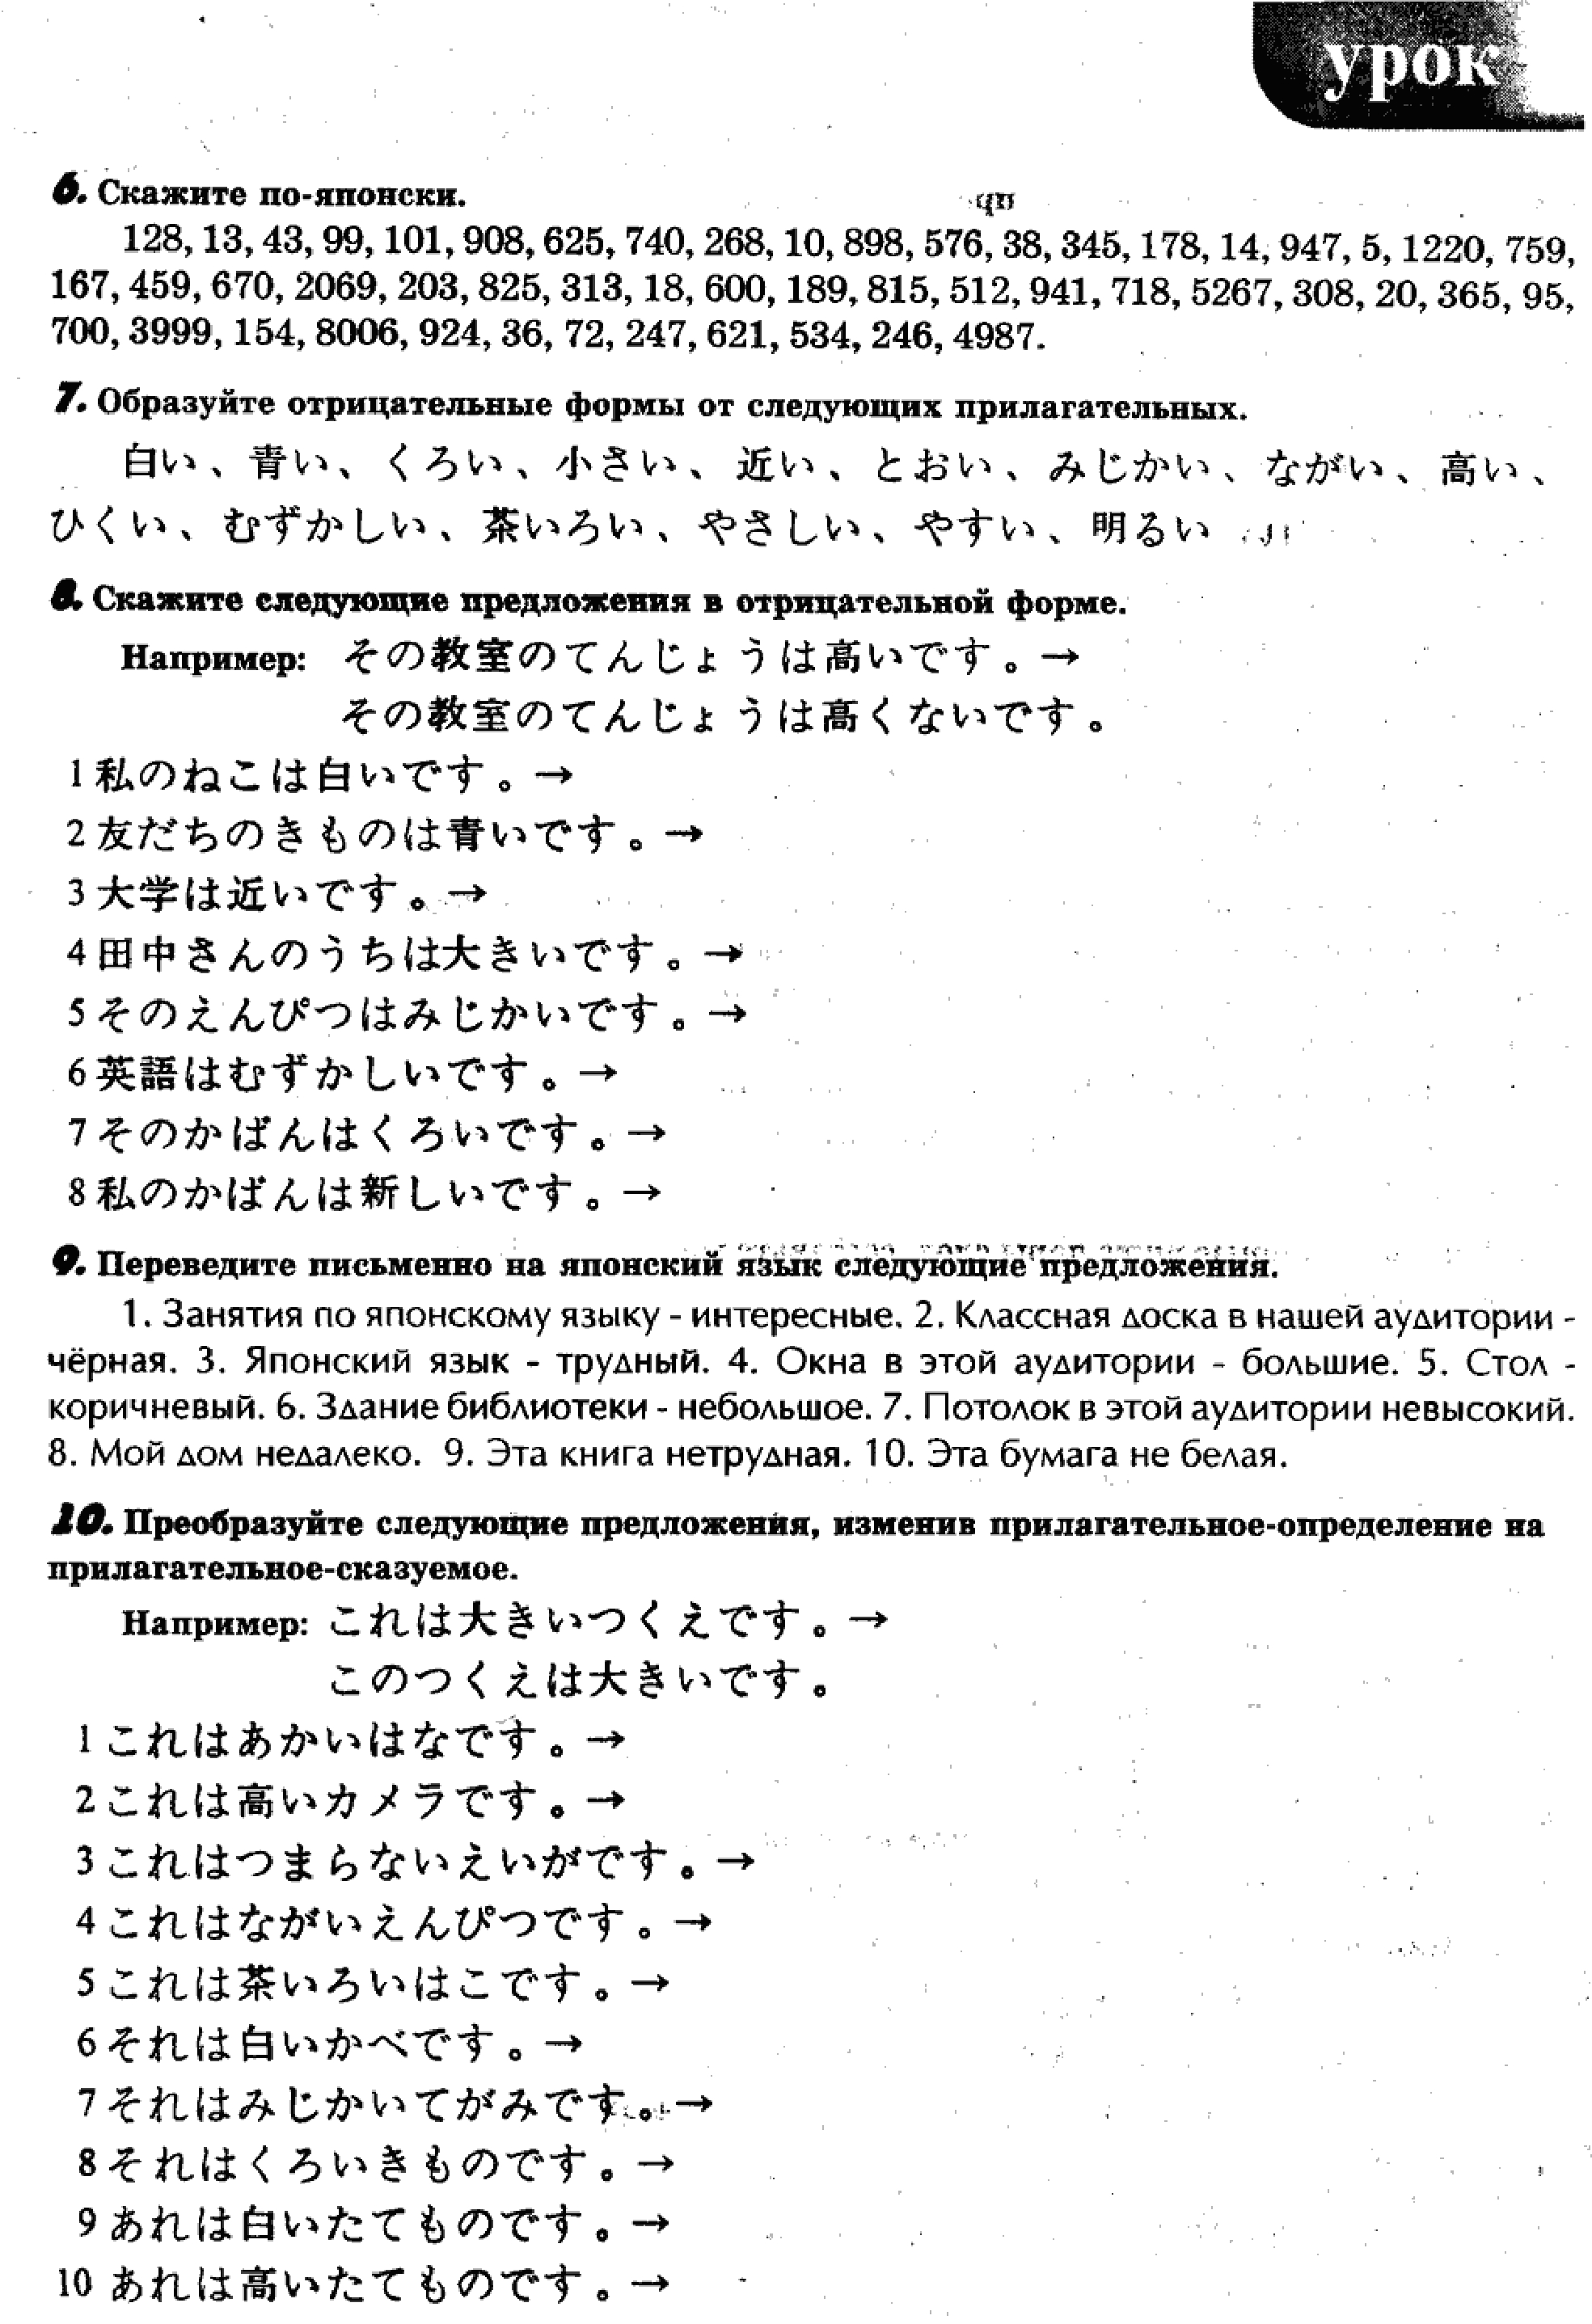 урок
6. Скажите по-японски.
128, 13, 43, 99, 101, 908, 625, 740, 268, 10, 898, 576, 38, 345, 178, 14, 947, 5, 1220, 759,
167, 459, 670, 2069, 203, 825, 313, 18, 600, 189, 815, 512, 941, 718, 5267, 308, 20, 365, 95,
700, 3999, 154, 8006, 924, 36, 72, 247, 621, 534, 246, 4987.
7. Образуйте отрицательные формы от следующих прилагательных.
白い、青い、くろい、小さい、近い、とおい、みじかい、ながい、高い、
ひくい、むずかしい、茶いろい、やさしい、やすい、明るい
8. Скажите следующие предложения в отрицательной форме.
Например: その教室のてんじょうは高いです。→
その教室のてんじょうは高くないです。
1 私のねこは白いです。→
2 友だちのきものは青いです。→
3 大学は近いです。→
4 田中さんのうちは大きいです。→
5 そのえんぴつはみじかいです。→
6 英語はむずかしいです。→
7 そのかばんはくろいです。→
8 私のかばんは新しいです。→
9. Переведите письменно на японский язык следующие предложения.
1. Занятия по японскому языку - интересные. 2. Классная доска в нашей аудитории -
чёрная. 3. Японский язык - трудный. 4. Окна в этой аудитории - большие. 5. Стол -
коричневый. 6. Здание библиотеки - небольшое. 7. Потолок в этой аудитории невысокий.
8. Мой дом недалеко. 9. Эта книга нетрудная. 10. Эта бумага не белая.
10. Преобразуйте следующие предложения, изменив прилагательное-определение на
прилагательное-сказуемое.
Например: これは大きいつくえです。→
このつくえは大きいです。
1 これはあかいはなです。→
2 これは高いカメラです。→
3 これはつまらないえいがです。→
4 これはながいえんぴつです。→
5 これは茶いろいはこです。→
6 それは白いかべです。→
7 それはみじかいてがみです。→
8 それはくろいきものです。→
9 あれは白いたてものです。→
10 あれは高いたてものです。→